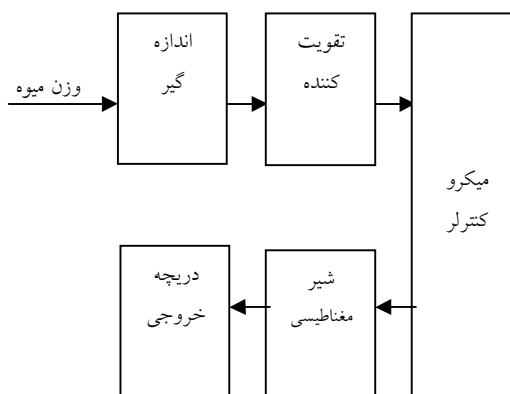 وزن میوه
اندازه
گیر
تقویت
کننده
میکرو
کنترلر
شیر
مغناطیسی
دریچه
خروجی